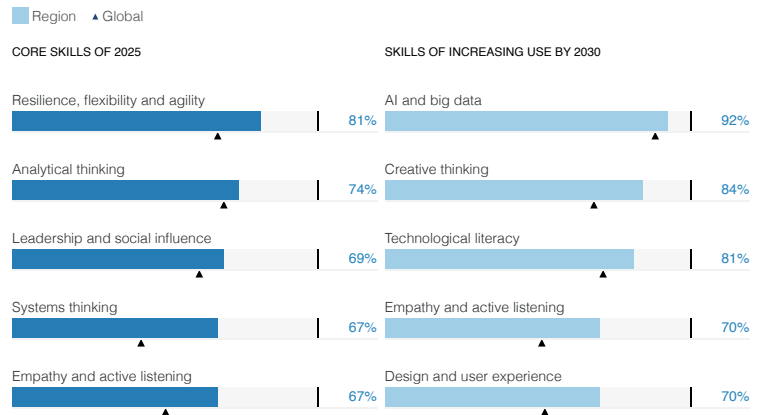 Region Global
CORE SKILLS OF 2025
Resilience, flexibility and agility
81%
Analytical thinking
74%
Leadership and social influence
69%
Systems thinking
67%
Empathy and active listening
67%
SKILLS OF INCREASING USE BY 2030
AI and big data
92%
Creative thinking
84%
Technological literacy
81%
Empathy and active listening
70%
Design and user experience
70%